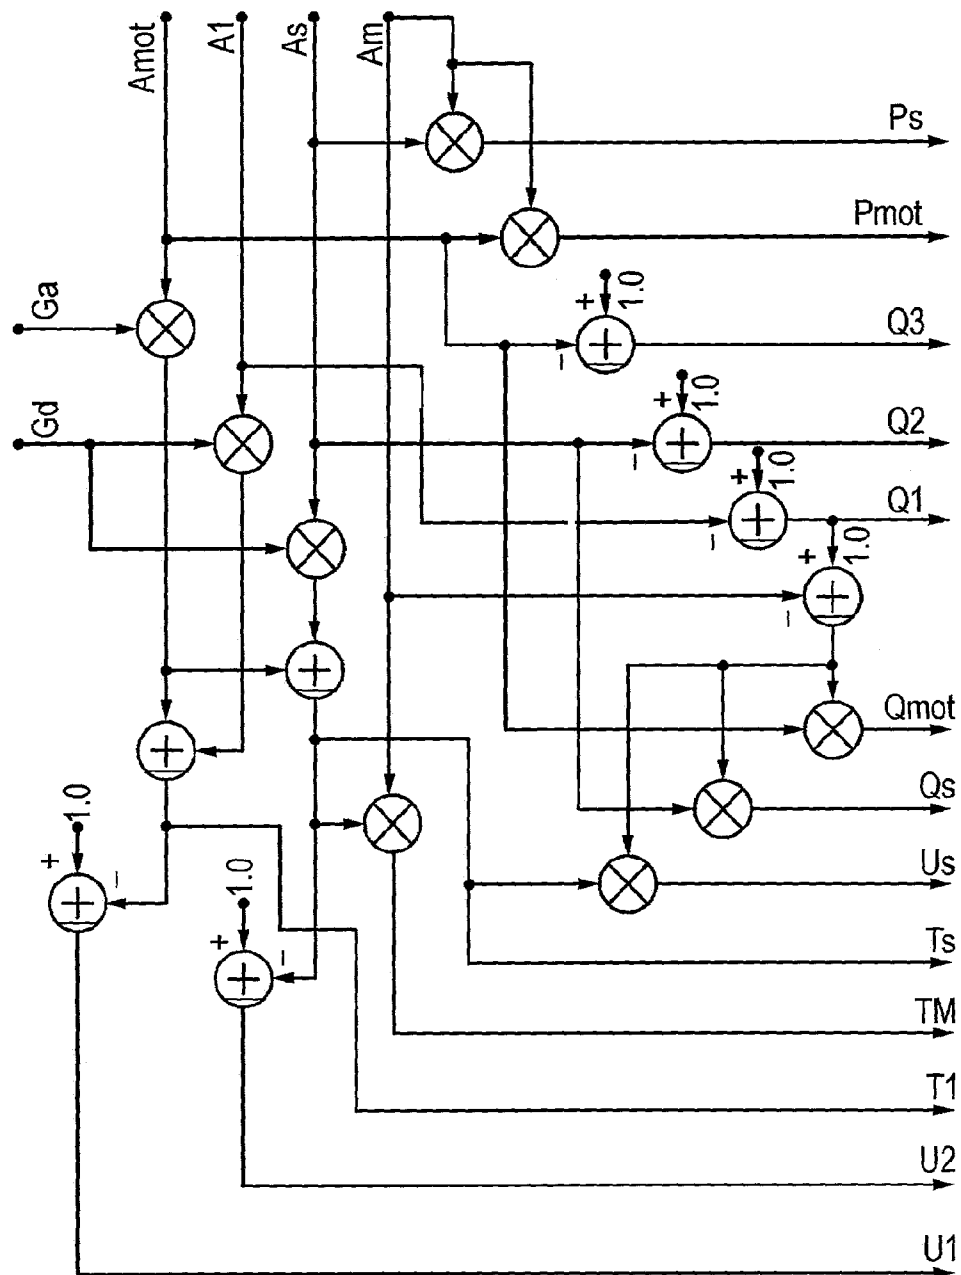 Amot
A1
As
Am
Ps
Pmot
Ga
+
1.0
−
Q3
Gd
+
1.0
−
Q2
+
1.0
−
Q1
+
1.0
−
Qmot
Qs
1.0
+
−
Us
1.0
+
−
Ts
TM
T1
U2
U1